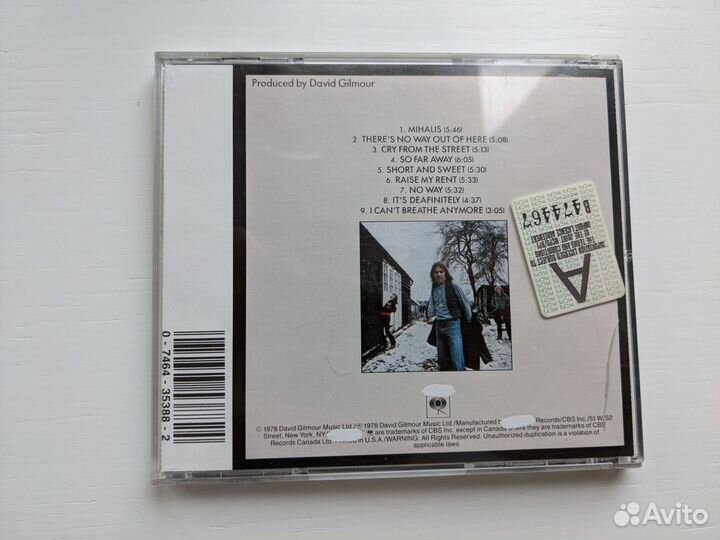 Produced by David Gilmour
1. MIHALIS (5:46)
2. THERE'S NO WAY OUT OF HERE (5:08)
3. CRY FROM THE STREET (5:13)
4. SO FAR AWAY (6:05)
5. SHORT AND SWEET (5:30)
6. RAISE MY RENT (5:33)
7. NO WAY (5:32)
8. IT'S DEAFINITELY (4:37)
9. I CAN'T BREATHE ANYMORE (3:05)
A
B474467
0 - 7464 - 35388 - 2
© 1978 David Gilmour Music Ltd./℗ 1978 David Gilmour Music Ltd./Manufactured by Records/CBS Inc./51 W. 52
Street, New York, NY are trademarks of CBS Inc. except in Canada where they are trademarks of CBS
Records Canada Ltd./Printed in U.S.A./WARNING: All Rights Reserved. Unauthorized duplication is a violation of
applicable laws.
Avito